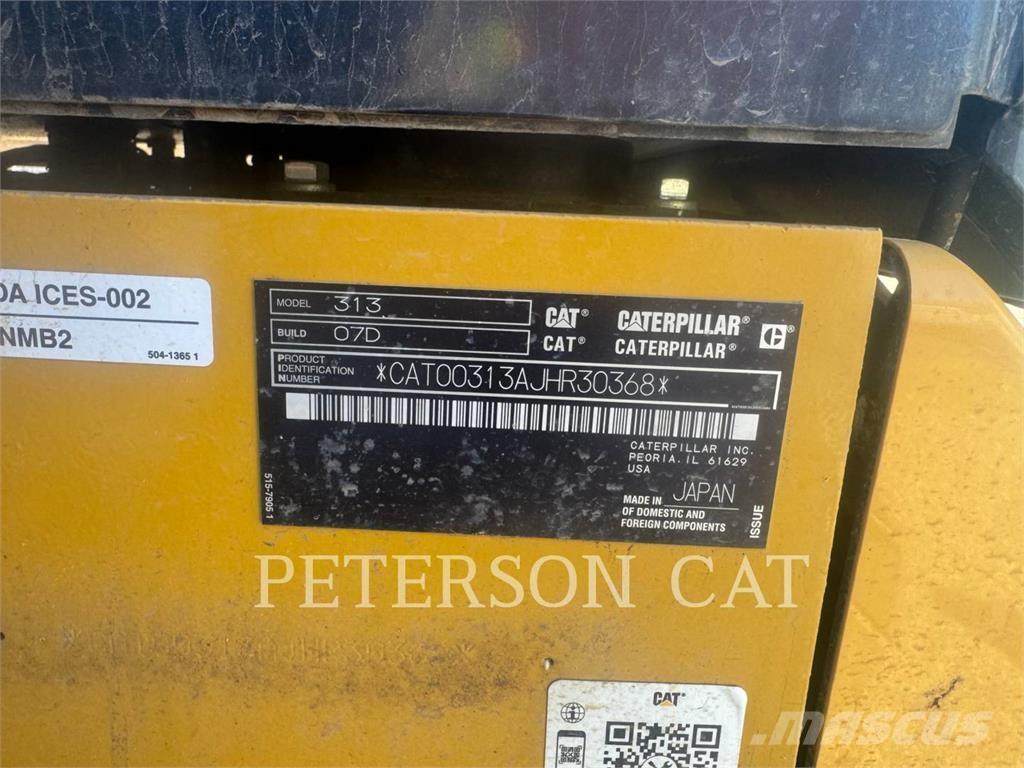 DA ICES-002
NMB2
504-1365 1
MODEL 313
BUILD 07D
CAT CATERPILLAR
CAT CATERPILLAR
PRODUCT
IDENTIFICATION
NUMBER
*CAT00313AJHR30368*
CATERPILLAR INC.
PEORIA, IL 61629
USA
MADE IN JAPAN
OF DOMESTIC AND
FOREIGN COMPONENTS
ISSUE
515-7905 1
PETERSON CAT
CAT
mascus